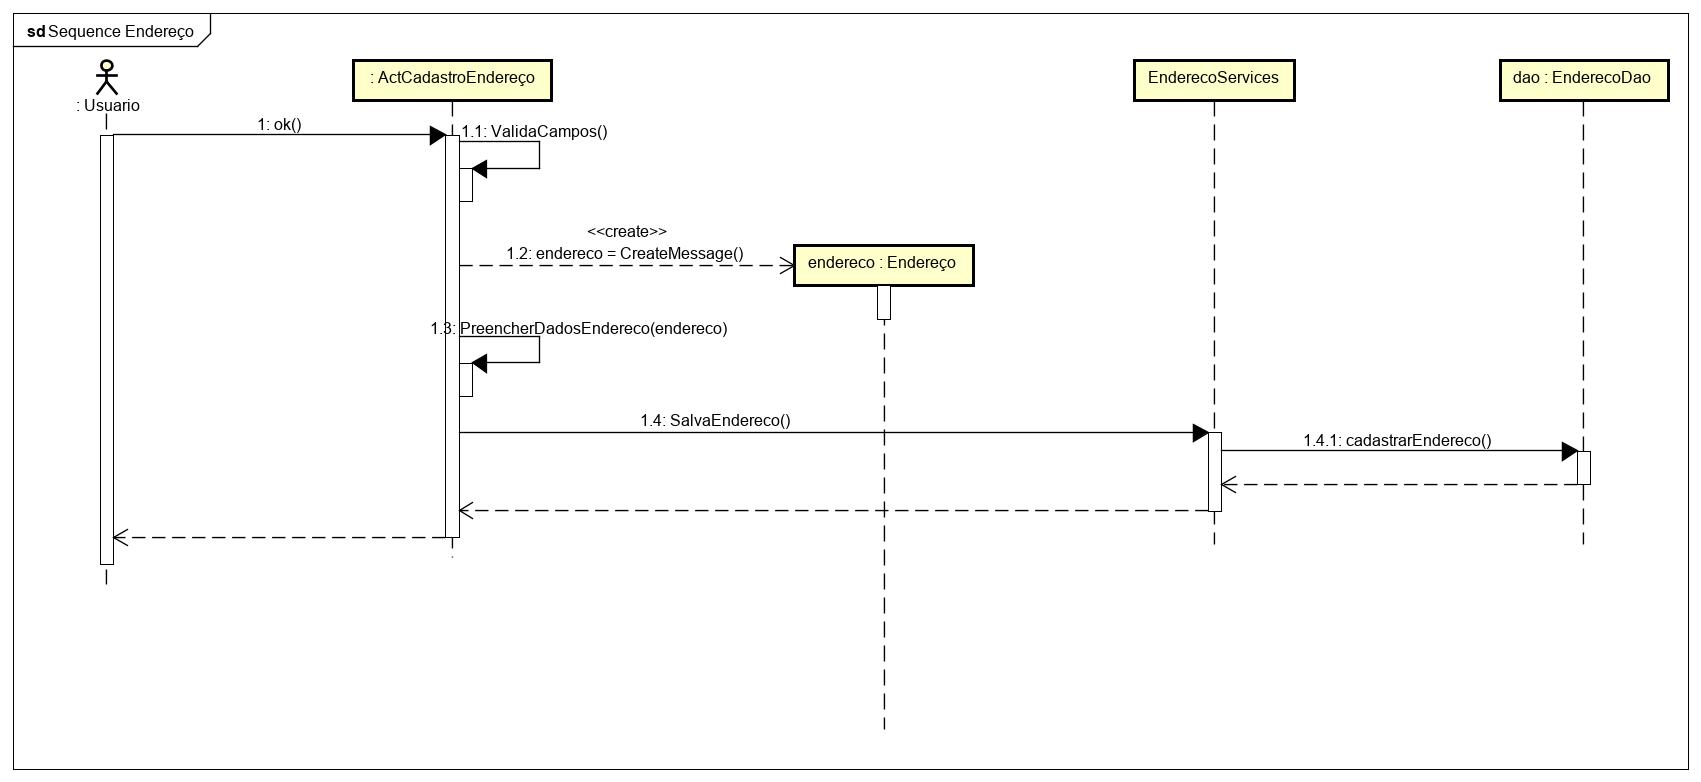 sd Sequence Endereço
: Usuario
: ActCadastroEndereço
EnderecoServices
dao : EnderecoDao
1: ok()
1.1: ValidaCampos()
<<create>>
1.2: endereco = CreateMessage()
endereco : Endereço
1.3: PreencherDadosEndereco(endereco)
1.4: SalvaEndereco()
1.4.1: cadastrarEndereco()